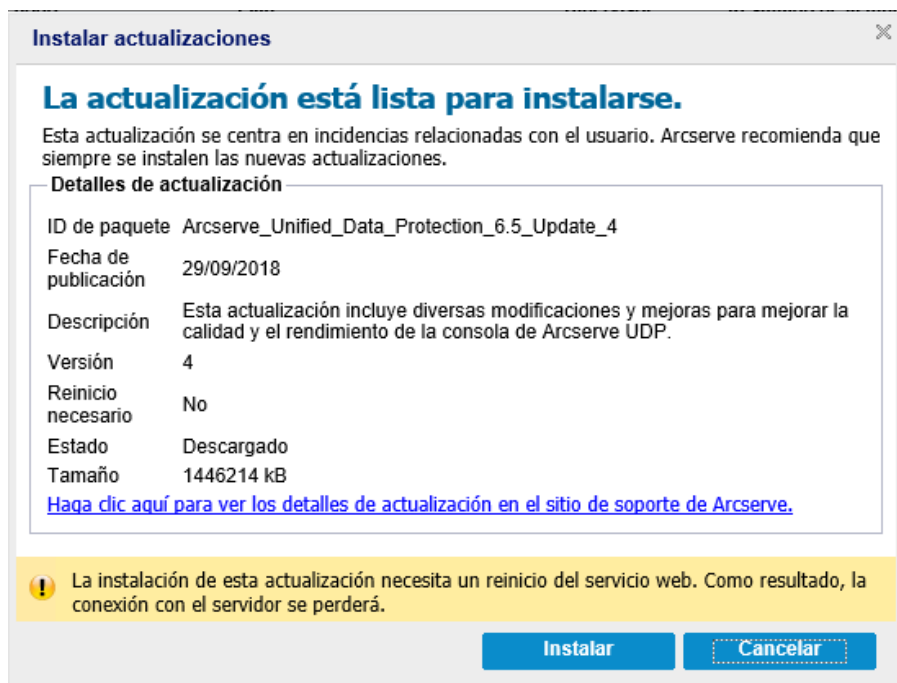 Instalar actualizaciones
La actualización está lista para instalarse.
Esta actualización se centra en incidencias relacionadas con el usuario. Arcserve recomienda que
siempre se instalen las nuevas actualizaciones.
Detalles de actualización
ID de paquete Arcserve_Unified_Data_Protection_6.5_Update_4
Fecha de
publicación 29/09/2018
Descripción Esta actualización incluye diversas modificaciones y mejoras para mejorar la
calidad y el rendimiento de la consola de Arcserve UDP.
Versión 4
Reinicio
necesario No
Estado Descargado
Tamaño 1446214 kB
Haga clic aquí para ver los detalles de actualización en el sitio de soporte de Arcserve.
La instalación de esta actualización necesita un reinicio del servicio web. Como resultado, la
conexión con el servidor se perderá.
Instalar Cancelar